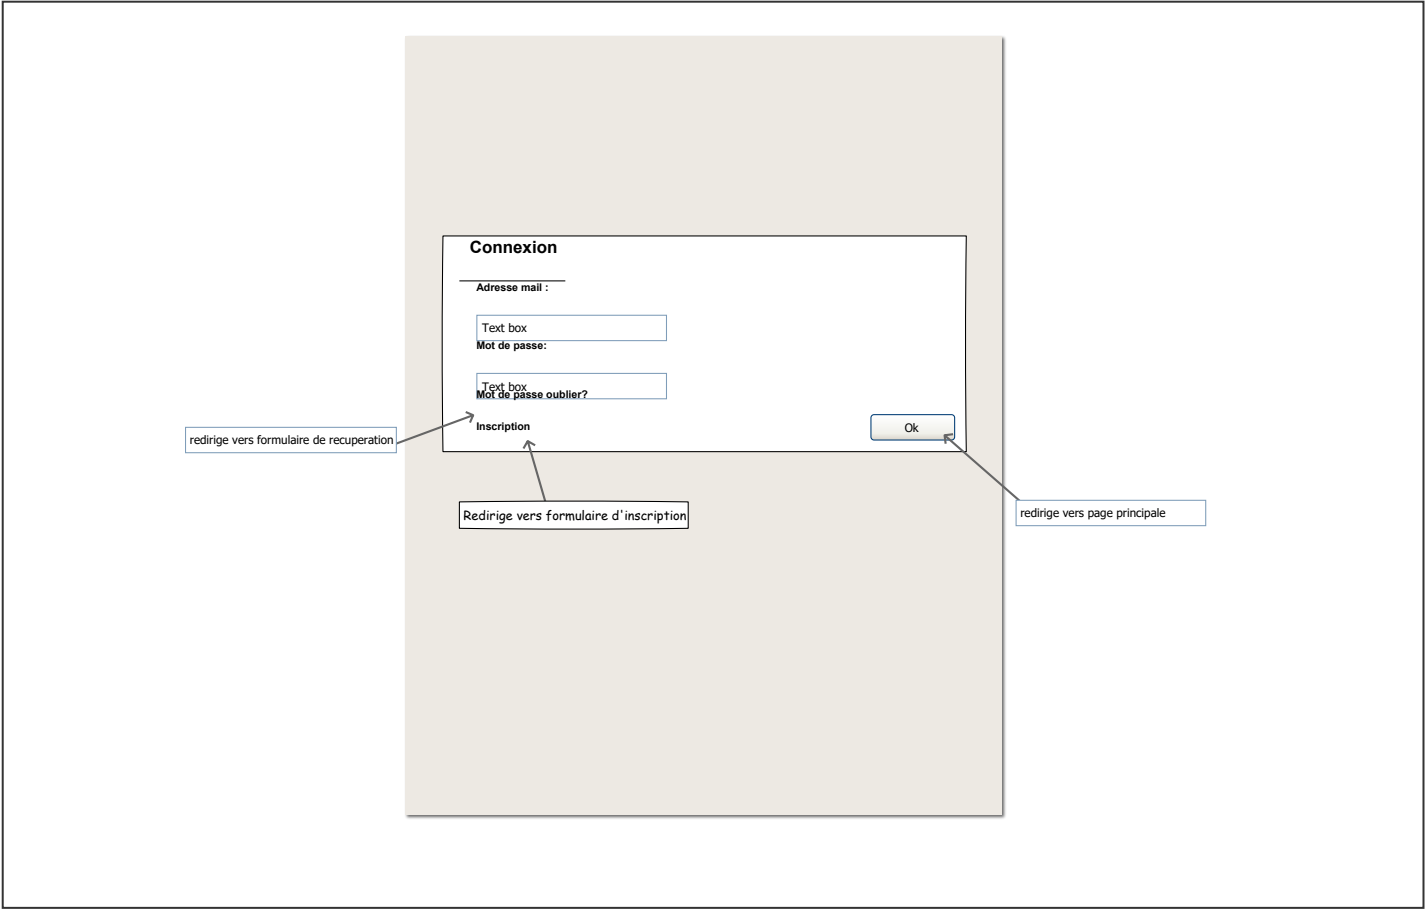 Connexion
Adresse mail :
Text box
Mot de passe:
Text box
Mot de passe oublier?
Inscription
Ok
redirige vers formulaire de recuperation
Redirige vers formulaire d'inscription
redirige vers page principale